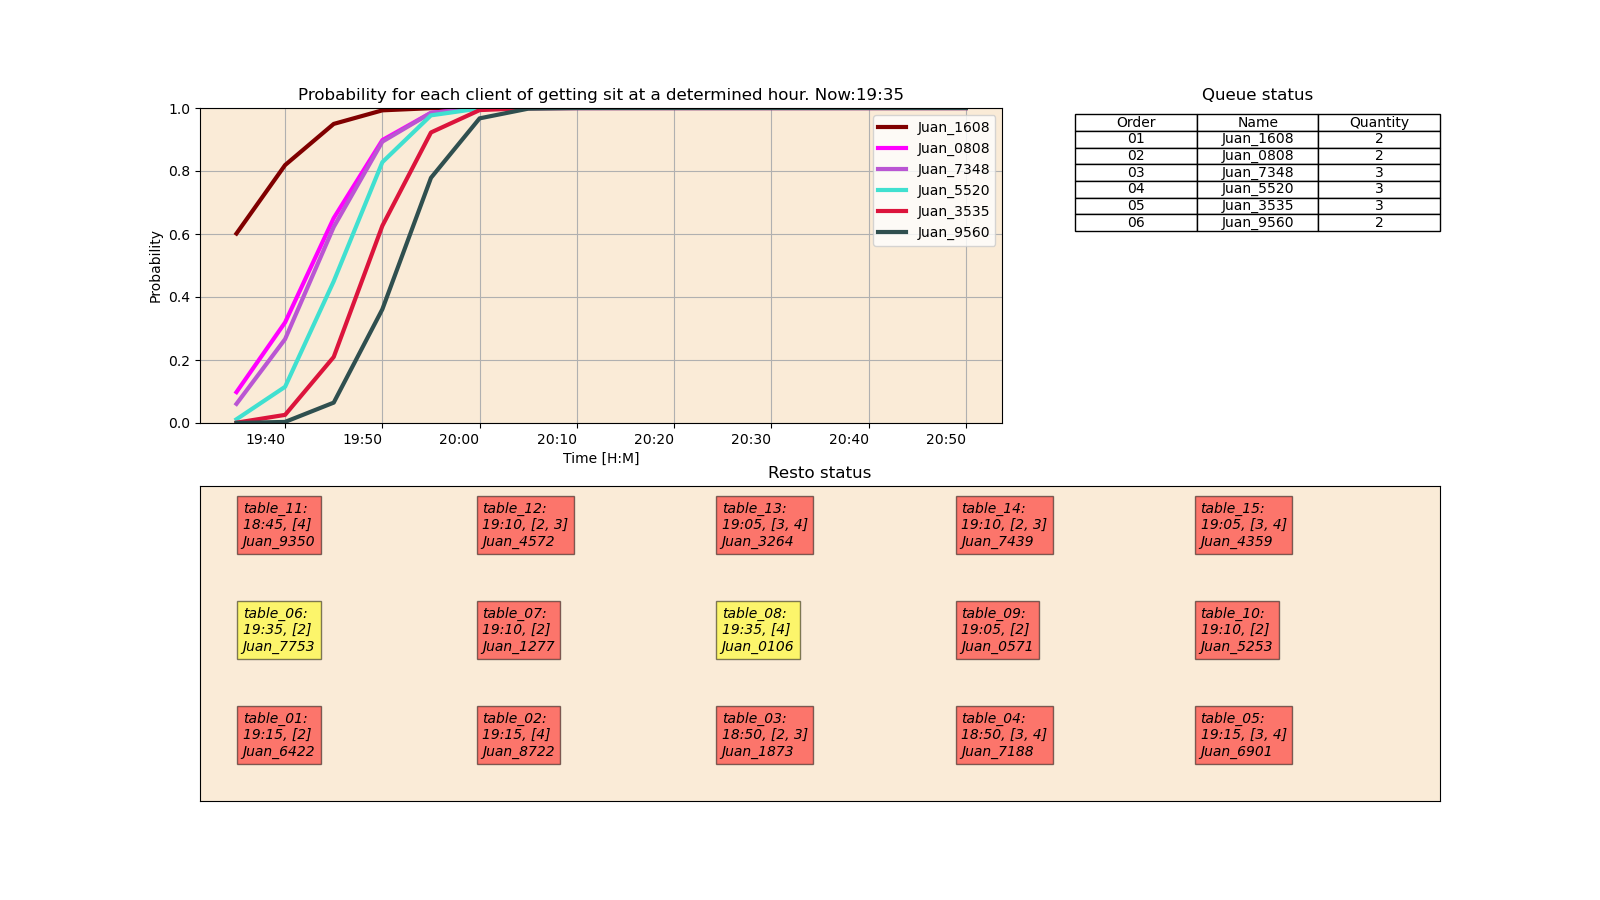 Probability for each client of getting sit at a determined hour. Now:19:35
Probability
1.0
0.8
0.6
0.4
0.2
0.0
19:40 19:50 20:00 20:10 20:20 20:30 20:40 20:50
Time [H:M]
Juan_1608
Juan_0808
Juan_7348
Juan_5520
Juan_3535
Juan_9560
Queue status
Order Name Quantity
01 Juan_1608 2
02 Juan_0808 2
03 Juan_7348 3
04 Juan_5520 3
05 Juan_3535 3
06 Juan_9560 2
Resto status
table_11:
18:45, [4]
Juan_9350
table_12:
19:10, [2, 3]
Juan_4572
table_13:
19:05, [3, 4]
Juan_3264
table_14:
19:10, [2, 3]
Juan_7439
table_15:
19:05, [3, 4]
Juan_4359
table_06:
19:35, [2]
Juan_7753
table_07:
19:10, [2]
Juan_1277
table_08:
19:35, [4]
Juan_0106
table_09:
19:05, [2]
Juan_0571
table_10:
19:10, [2]
Juan_5253
table_01:
19:15, [2]
Juan_6422
table_02:
19:15, [4]
Juan_8722
table_03:
18:50, [2, 3]
Juan_1873
table_04:
18:50, [3, 4]
Juan_7188
table_05:
19:15, [3, 4]
Juan_6901